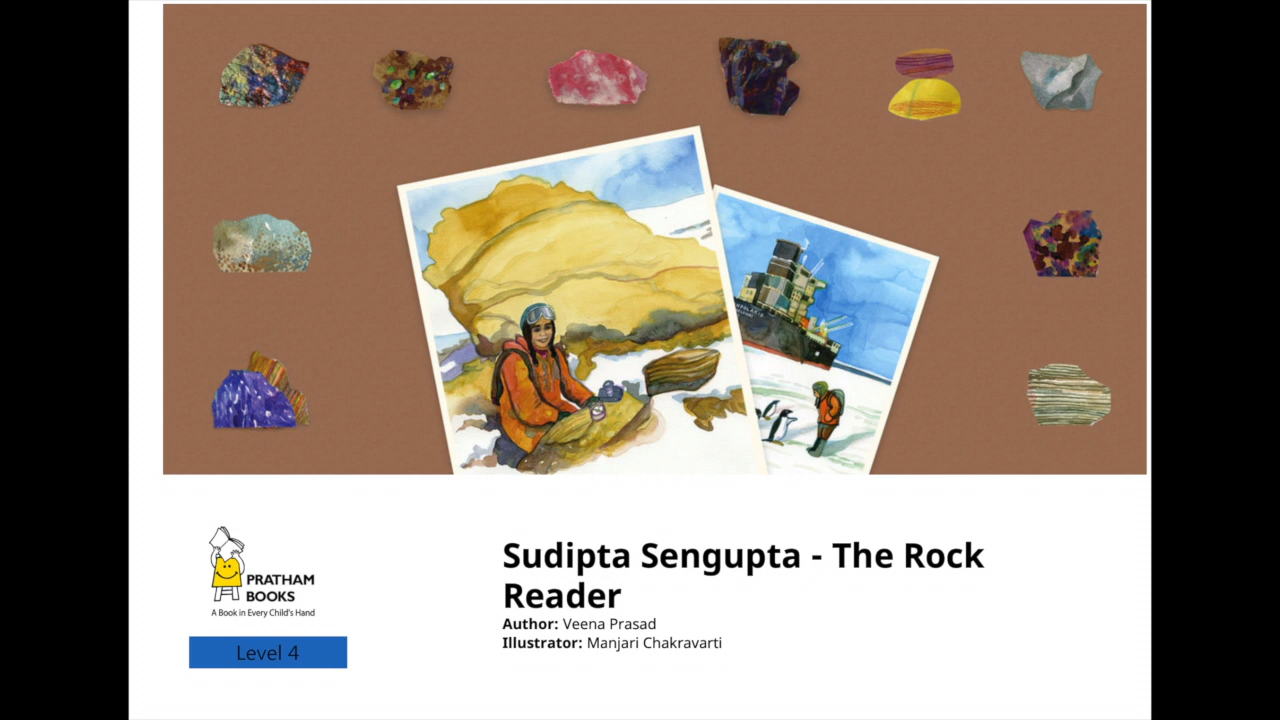 PRATHAM
BOOKS
A Book in Every Child's Hand
Level 4
Sudipta Sengupta - The Rock
Reader
Author: Veena Prasad
Illustrator: Manjari Chakravarti